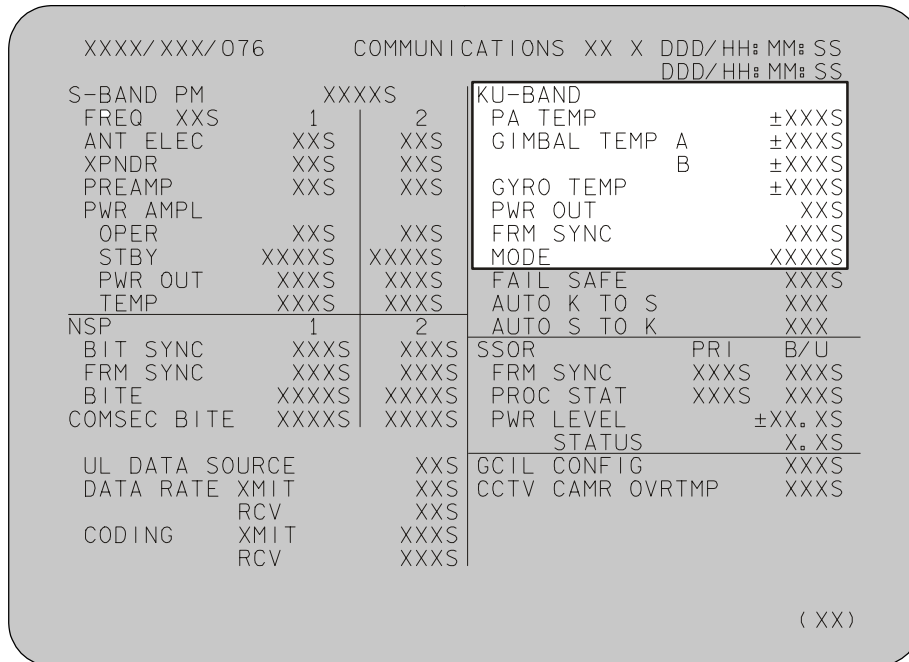 XXXX/XXX/076 COMMUNICATIONS XX X DDD/HH:MM:SS
DDD/HH:MM:SS
S-BAND PM XXXXS
FREQ XXS 1 2
ANT ELEC XXS XXS
XPNDR XXS XXS
PREAMP XXS XXS
PWR AMPL
OPER XXS XXS
STBY XXXXS XXXXS
PWR OUT XXXS XXXS
TEMP XXXS XXXS
NSP 1 2
BIT SYNC XXXS XXXS
FRM SYNC XXXS XXXS
BITE XXXS XXXS
COMSEC BITE XXXXS XXXXS
UL DATA SOURCE XXS
DATA RATE XMIT XXS
RCV XXS
CODING XMIT XXXS
RCV XXXS
KU-BAND
PA TEMP ±XXXS
GIMBAL TEMP A ±XXXS
B ±XXXS
GYRO TEMP ±XXXS
PWR OUT XXS
FRM SYNC XXXS
MODE XXXXS
FAIL SAFE XXXS
AUTO K TO S XXX
AUTO S TO K XXX
SSOR PRI B/U
FRM SYNC XXXS XXXS
PROC STAT XXXS XXXS
PWR LEVEL ±XX.XS
STATUS X.XS
GCIL CONFIG XXXS
CCTV CAMR OVRTMP XXXS
(XX)